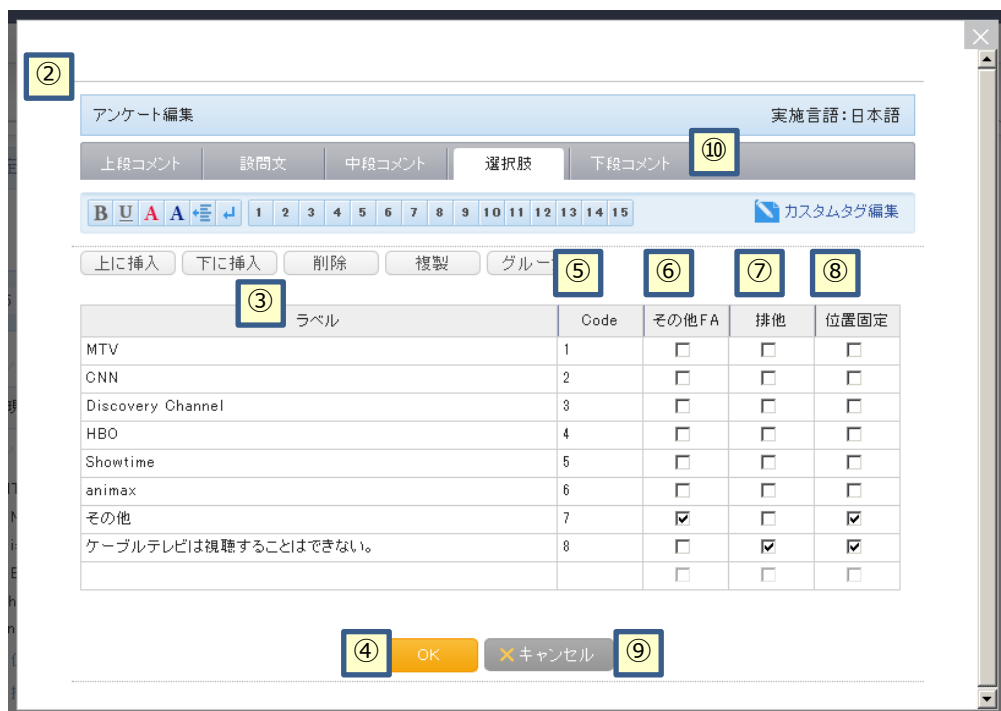 ②
アンケート編集 実施言語:日本語
上段コメント 設問文 中段コメント 選択肢 下段コメント ⑩
B U A A 1 2 3 4 5 6 7 8 9 10 11 12 13 14 15 カスタムタグ編集
上に挿入 下に挿入 削除 複製 ⑤ ⑥ ⑦ ⑧
③
ラベル Code その他FA 排他 位置固定
MTV 1
CNN 2
Discovery Channel 3
HBO 4
Showtime 5
animax 6
その他 7
ケーブルテレビは視聴することはできない。 8
④ OK キャンセル ⑨